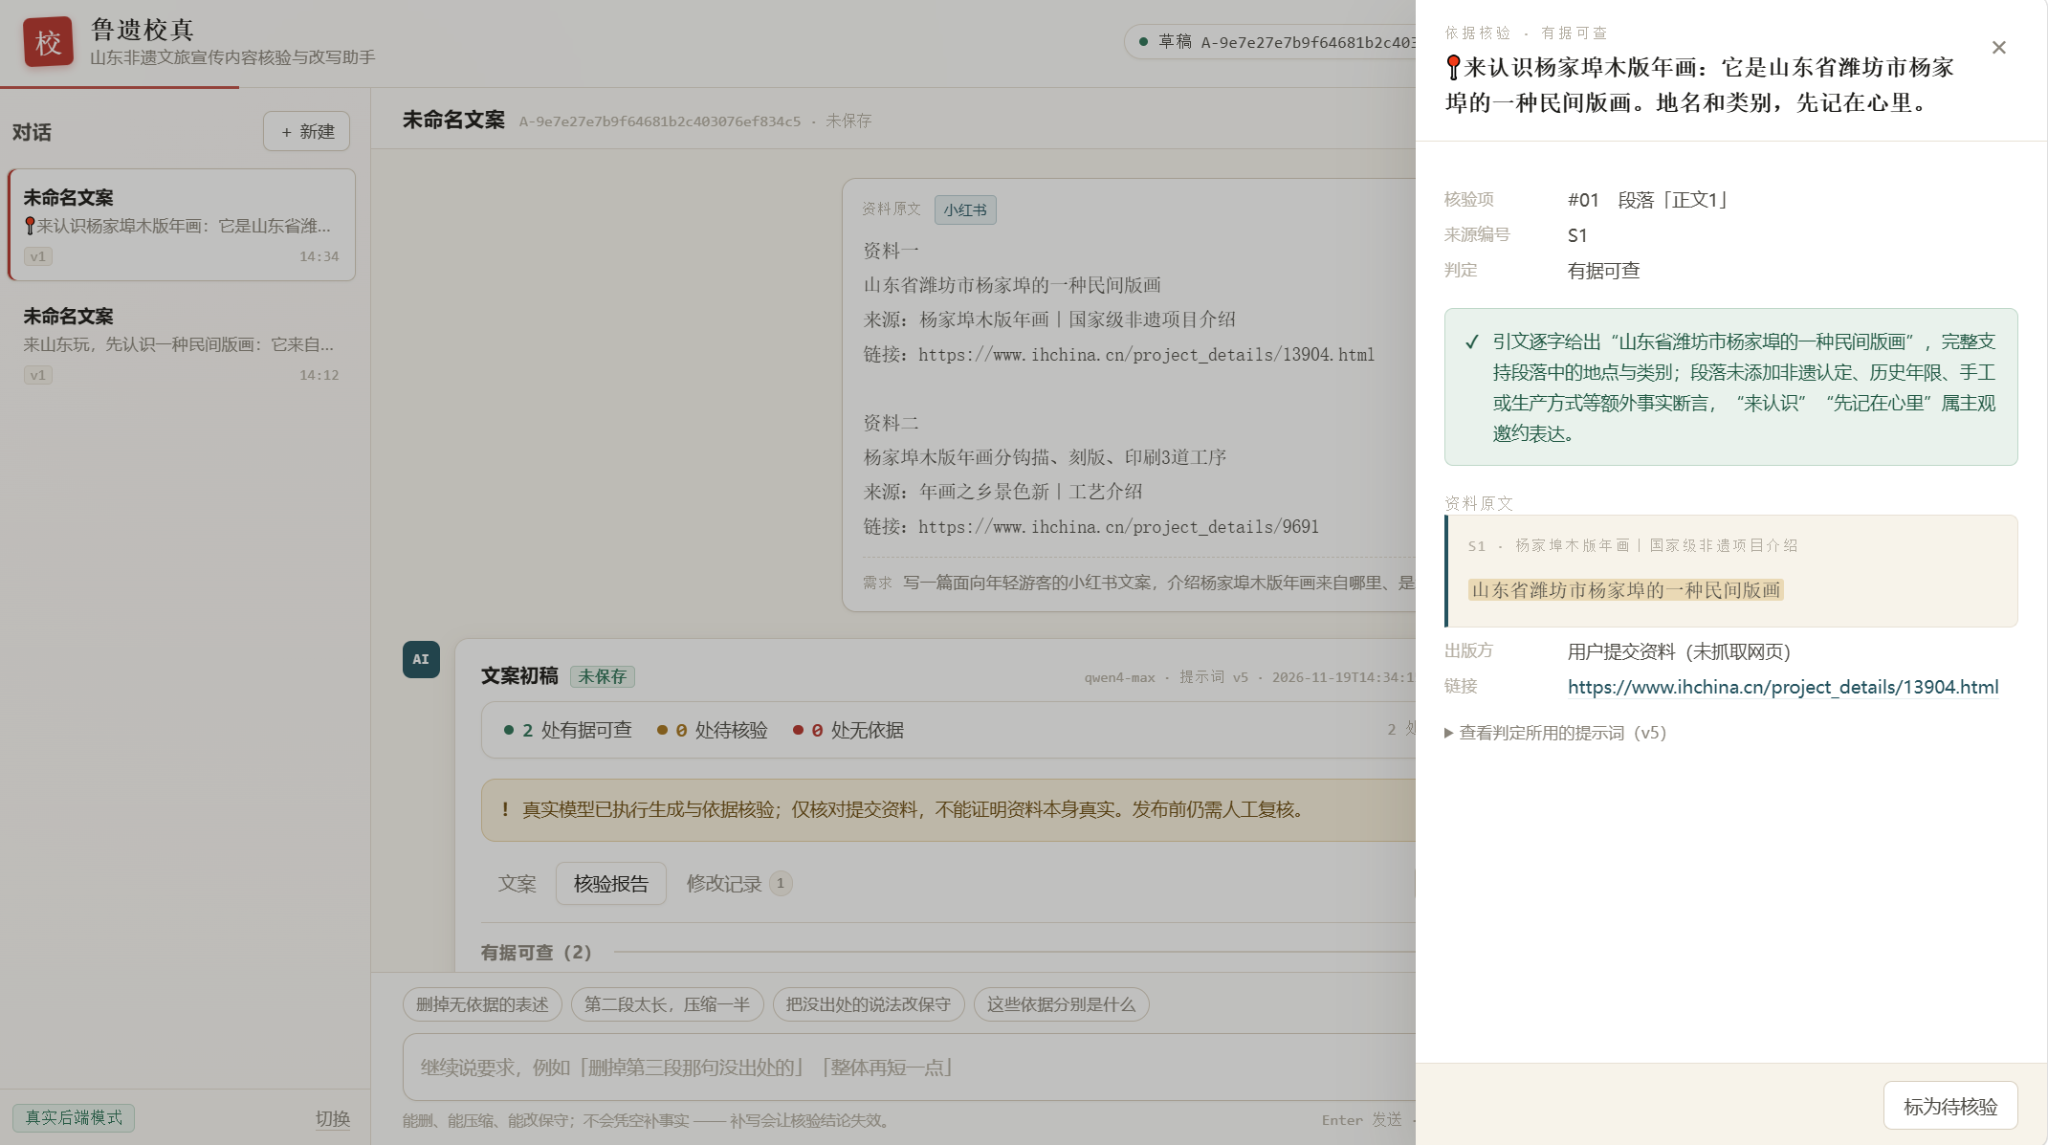 校
鲁遗校真
山东非遗文旅宣传内容核验与改写助手
草稿 A-9e7e27e7b9f64681b2c403
对话
+ 新建
未命名文案
来认识杨家埠木版年画：它是山东省潍...
v1
14:34
未命名文案
来山东玩，先认识一种民间版画：它来自...
v1
14:12
真实后端模式
切换
未命名文案 A-9e7e27e7b9f64681b2c403076ef834c5 · 未保存
资料原文 小红书
资料一
山东省潍坊市杨家埠的一种民间版画
来源：杨家埠木版年画丨国家级非遗项目介绍
链接：https://www.ihchina.cn/project_details/13904.html
资料二
杨家埠木版年画分钩描、刻版、印刷3道工序
来源：年画之乡景色新丨工艺介绍
链接：https://www.ihchina.cn/project_details/9691
需求 写一篇面向年轻游客的小红书文案，介绍杨家埠木版年画来自哪里、是
AI
文案初稿 未保存
qwen4-max · 提示词 v5 · 2026-11-19T14:34:1
2 处有据可查 0 处待核验 0 处无依据
2 处
! 真实模型已执行生成与依据核验；仅核对提交资料，不能证明资料本身真实。发布前仍需人工复核。
文案 核验报告 修改记录 1
有据可查（2）
删掉无依据的表述 第二段太长，压缩一半 把没出处的说法改保守 这些依据分别是什么
继续说要求，例如「删掉第三段那句没出处的」「整体再短一点」
能删、能压缩、能改保守；不会凭空补事实 —— 补写会让核验结论失效。
Enter 发送 ·
依据核验 · 有据可查
来认识杨家埠木版年画：它是山东省潍坊市杨家
埠的一种民间版画。地名和类别，先记在心里。
✕
核验项 #01 段落「正文1」
来源编号 S1
判定 有据可查
✓ 引文逐字给出“山东省潍坊市杨家埠的一种民间版画”，完整支
持段落中的地点与类别；段落未添加非遗认定、历史年限、手工
或生产方式等额外事实断言，“来认识”“先记在心里”属主观
邀约表达。
资料原文
S1 · 杨家埠木版年画丨国家级非遗项目介绍
山东省潍坊市杨家埠的一种民间版画
出版方 用户提交资料（未抓取网页）
链接 https://www.ihchina.cn/project_details/13904.html
▶ 查看判定所用的提示词（v5）
标为待核验